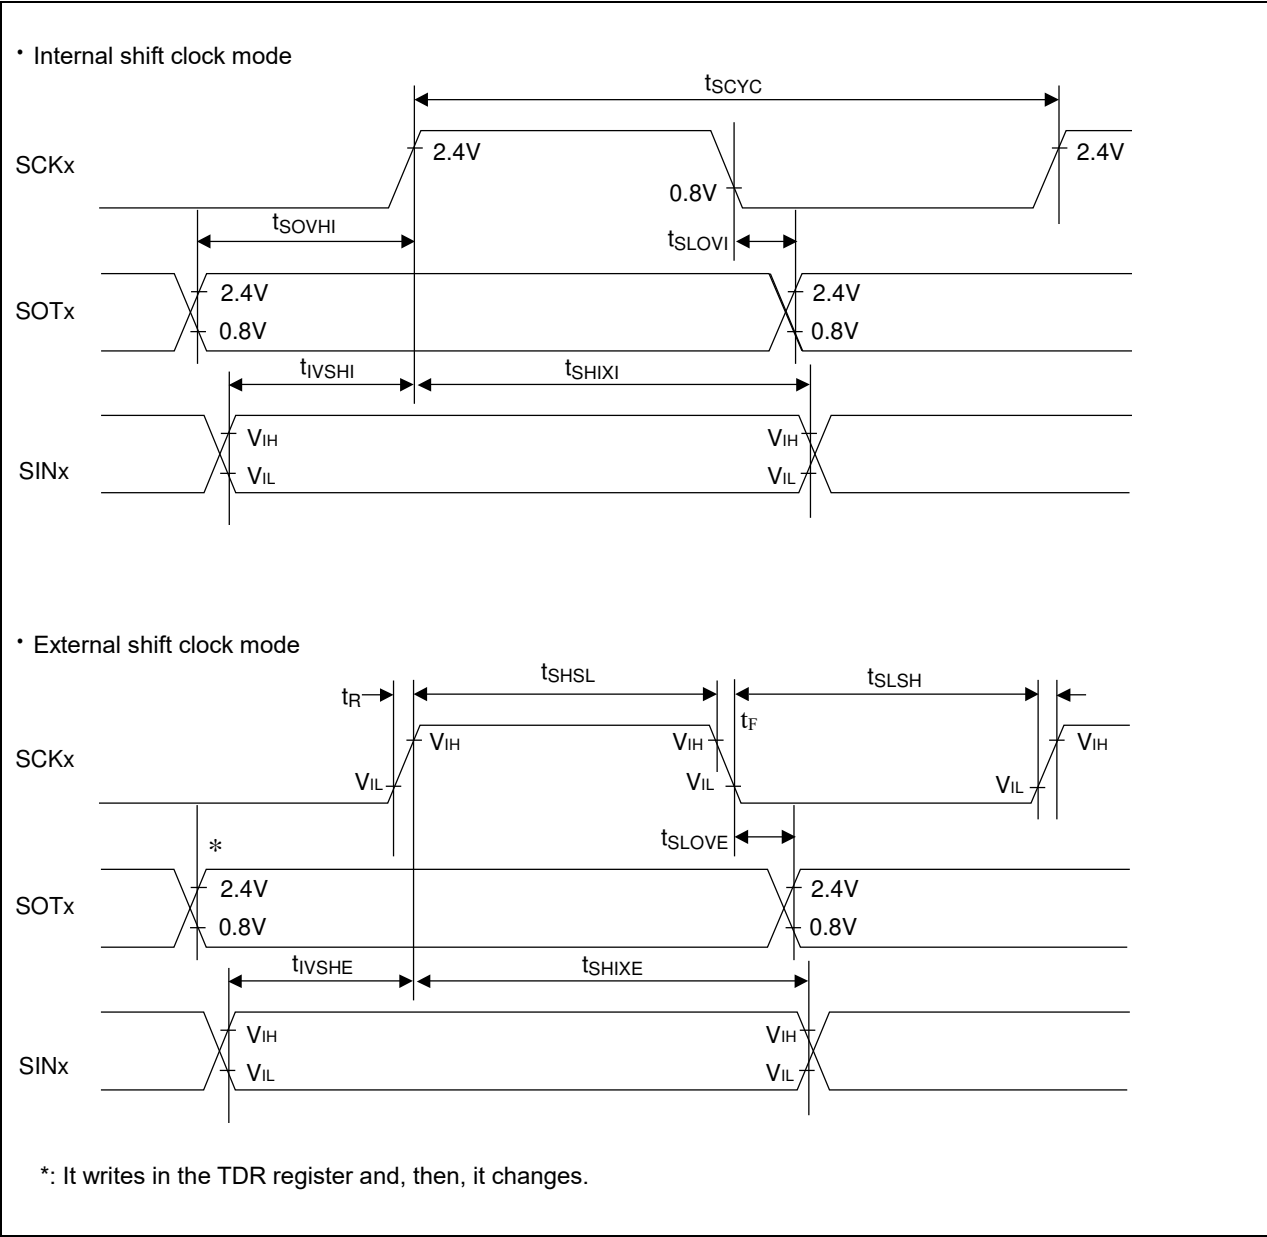 ・Internal shift clock mode
tSCYC
SCKx
2.4V
0.8V
2.4V
tSOVHI
tSLOVI
SOTx
2.4V
0.8V
2.4V
0.8V
tIVSHI
tSHIXI
SINx
VIH
VIL
VIH
VIL
・External shift clock mode
tR
tSHSL
tF
tSLSH
SCKx
VIL
VIH
VIH
VIL
VIL
VIH
tSLOVE
*
SOTx
2.4V
0.8V
2.4V
0.8V
tIVSHE
tSHIXE
SINx
VIH
VIL
VIH
VIL
*: It writes in the TDR register and, then, it changes.